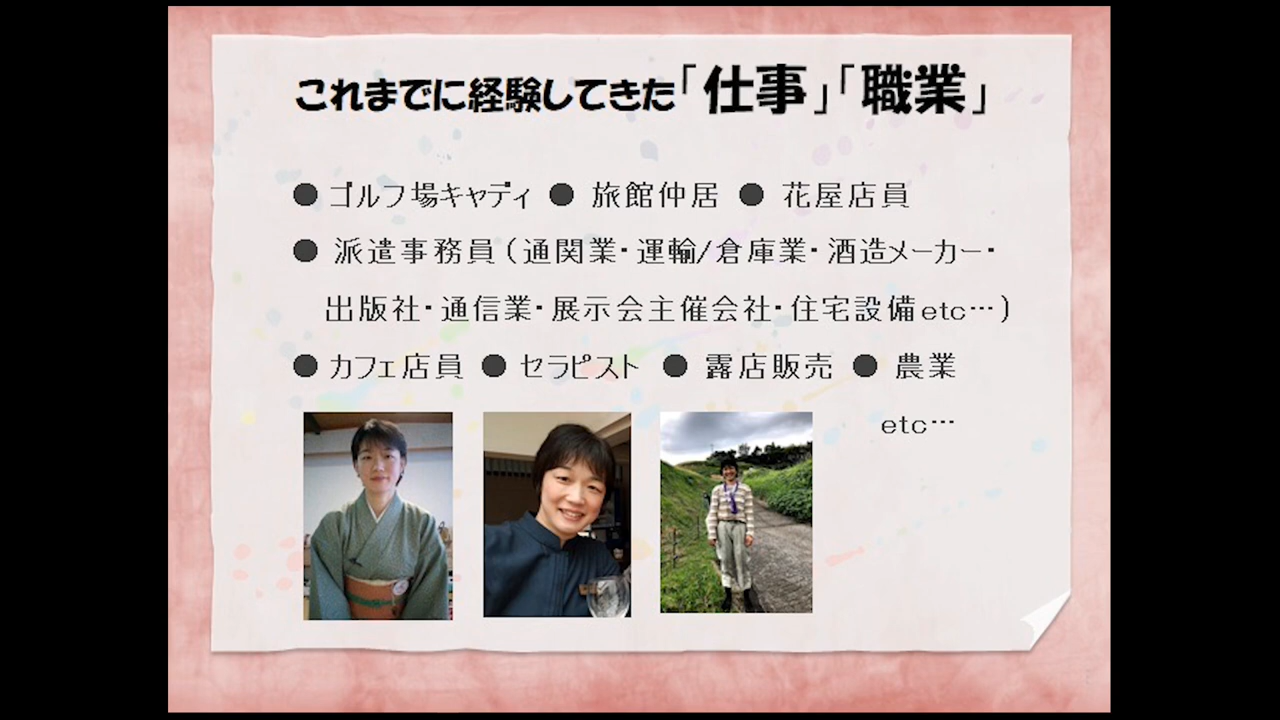 これまでに経験してきた「仕事」「職業」
● ゴルフ場キャディ ● 旅館仲居 ● 花屋店員
● 派遣事務員（通関業・運輸/倉庫業・酒造メーカー・
出版社・通信業・展示会主催会社・住宅設備etc…）
● カフェ店員 ● セラピスト ● 露店販売 ● 農業
etc…